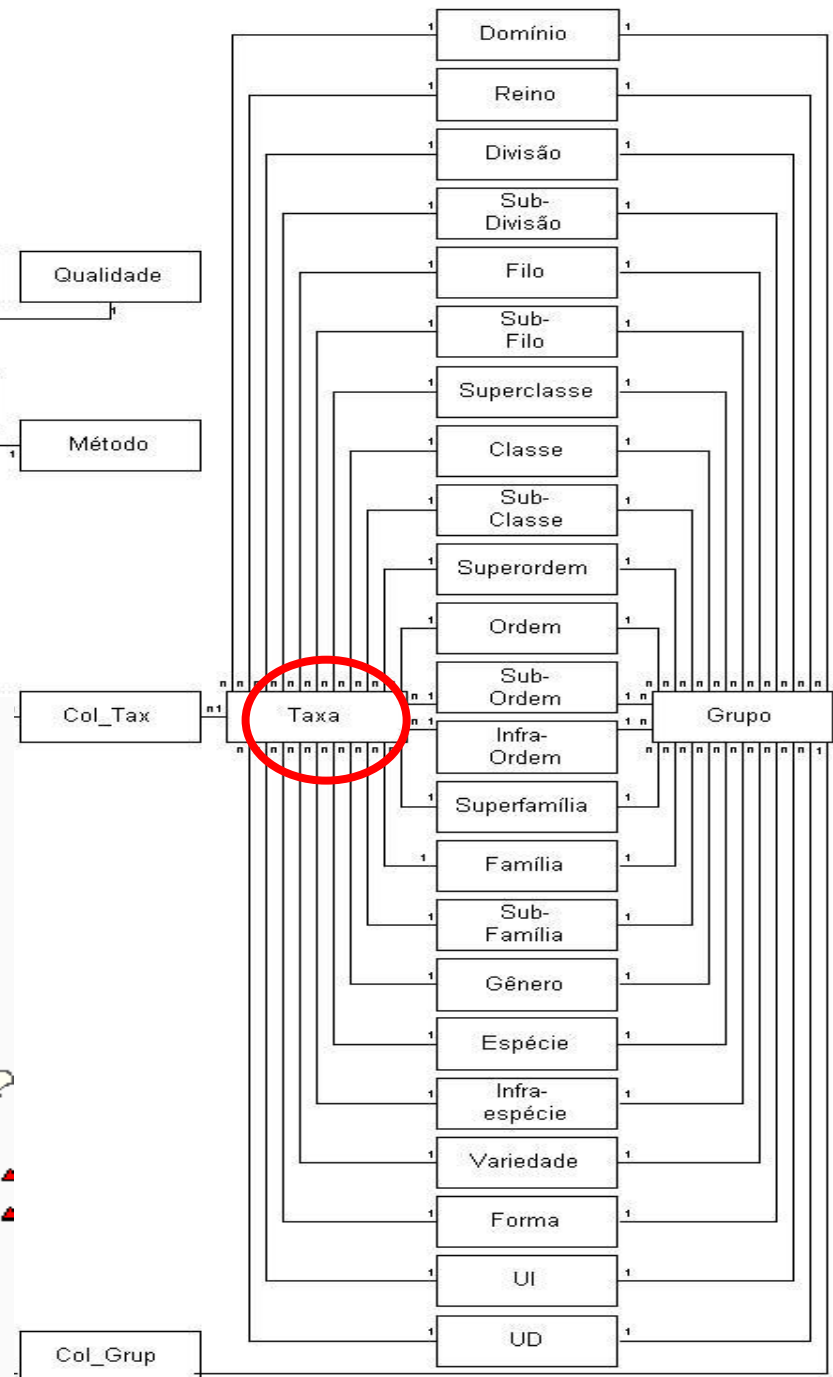 Domínio
Reino
Divisão
Sub-
Divisão
Qualidade
Filo
Sub-
Filo
Superclasse
Método
Classe
Sub-
Classe
Superordem
Ordem
Sub-
Ordem
Col_Tax
Taxa
Grupo
Infra-
Ordem
Superfamília
Família
Sub-
Família
Gênero
Espécie
Infra-
espécie
Variedade
Forma
UI
UD
Col_Grup